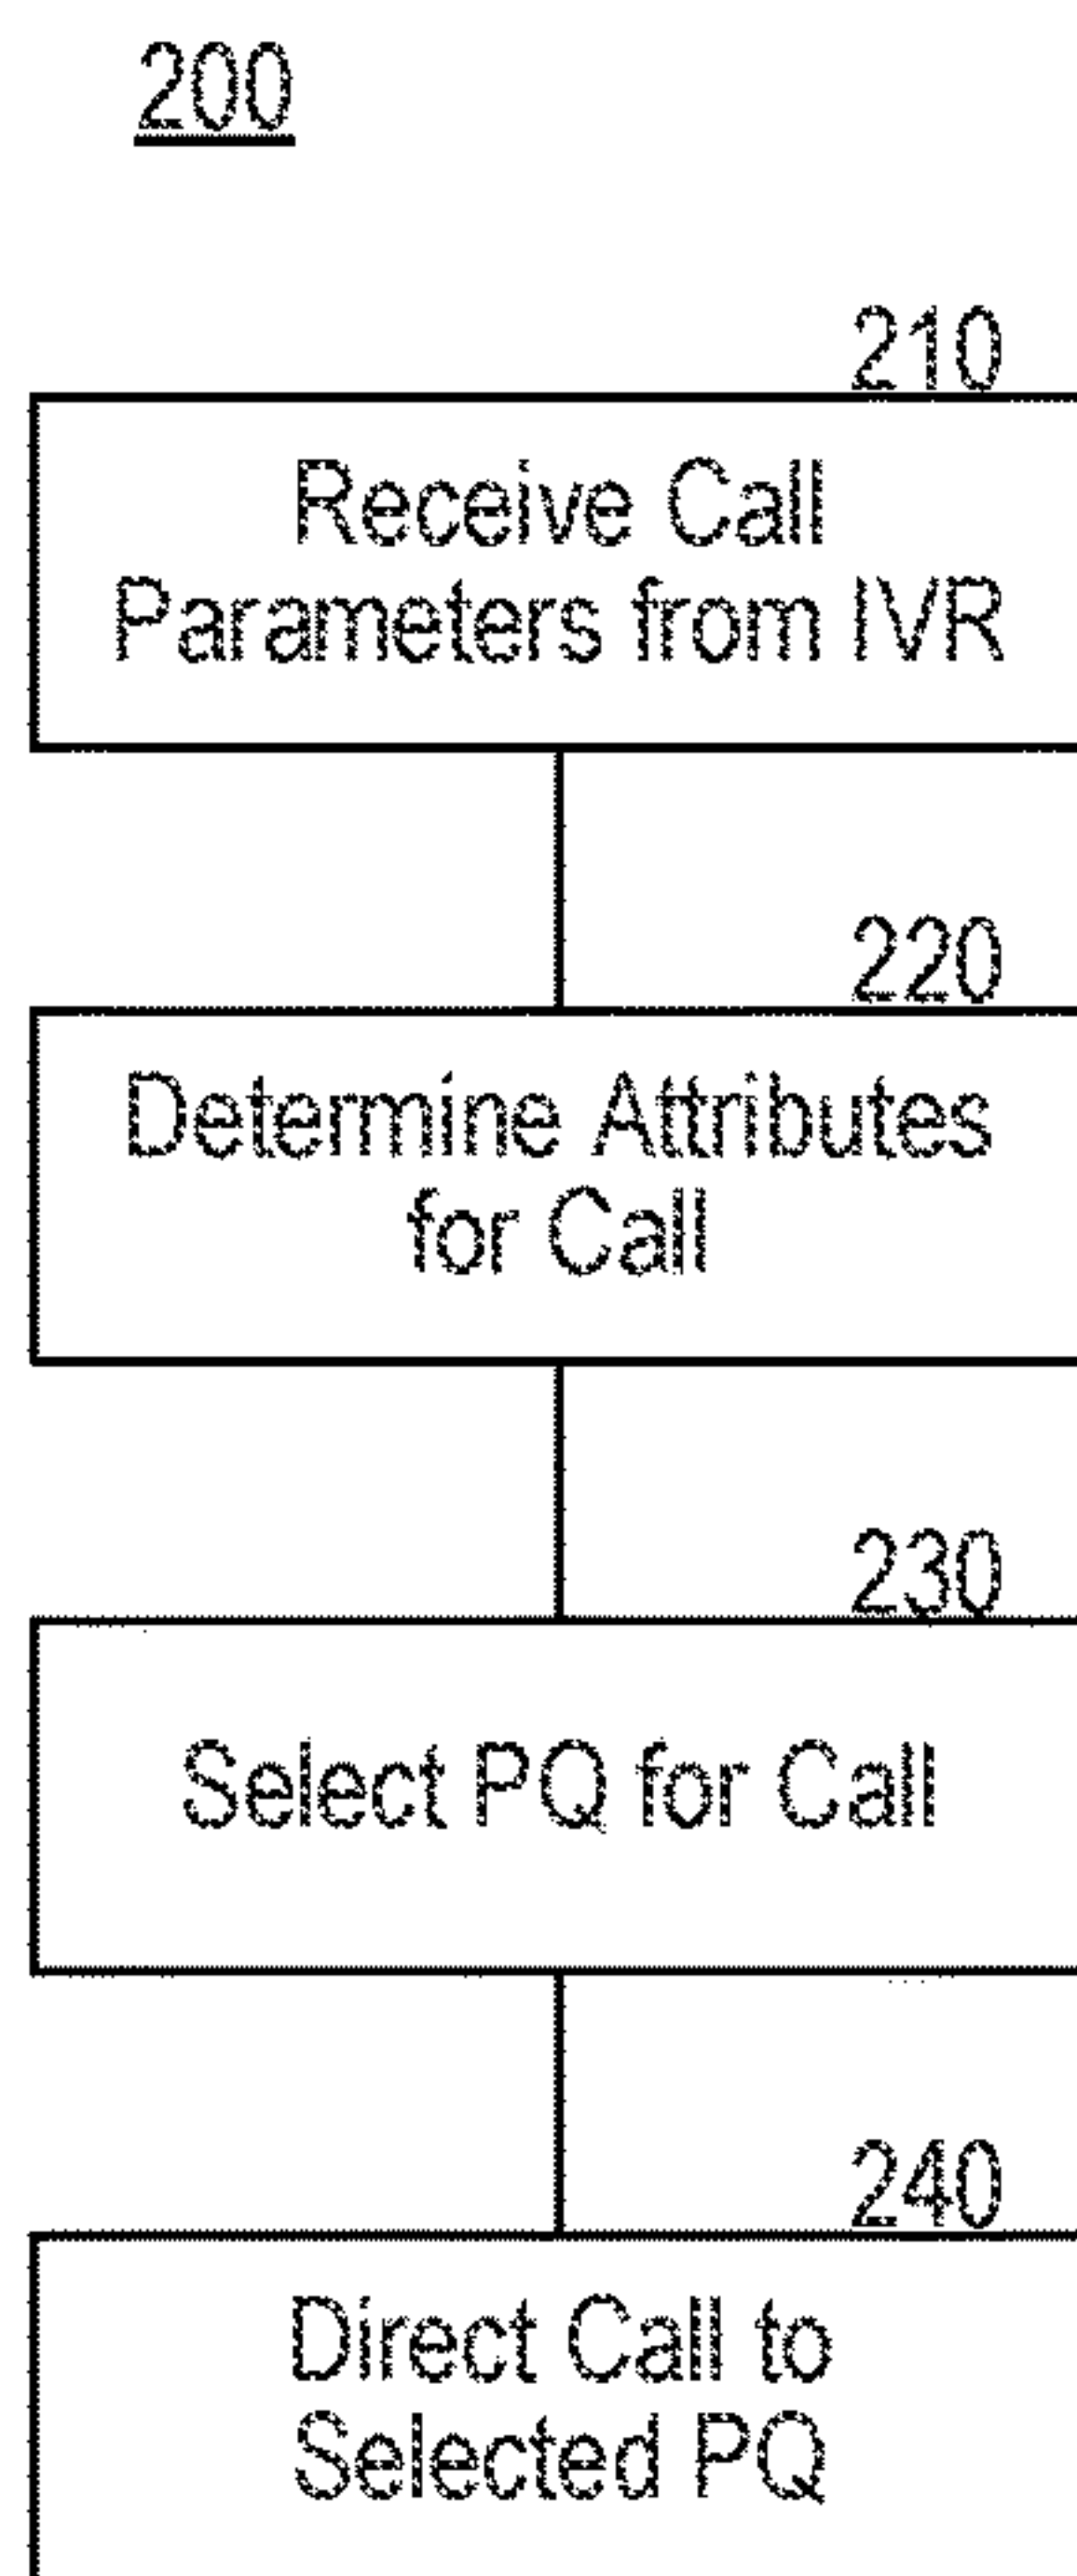 200
210
Receive Call
Parameters from IVR
220
Determine Attributes
for Call
230
Select PQ for Call
240
Direct Call to
Selected PQ